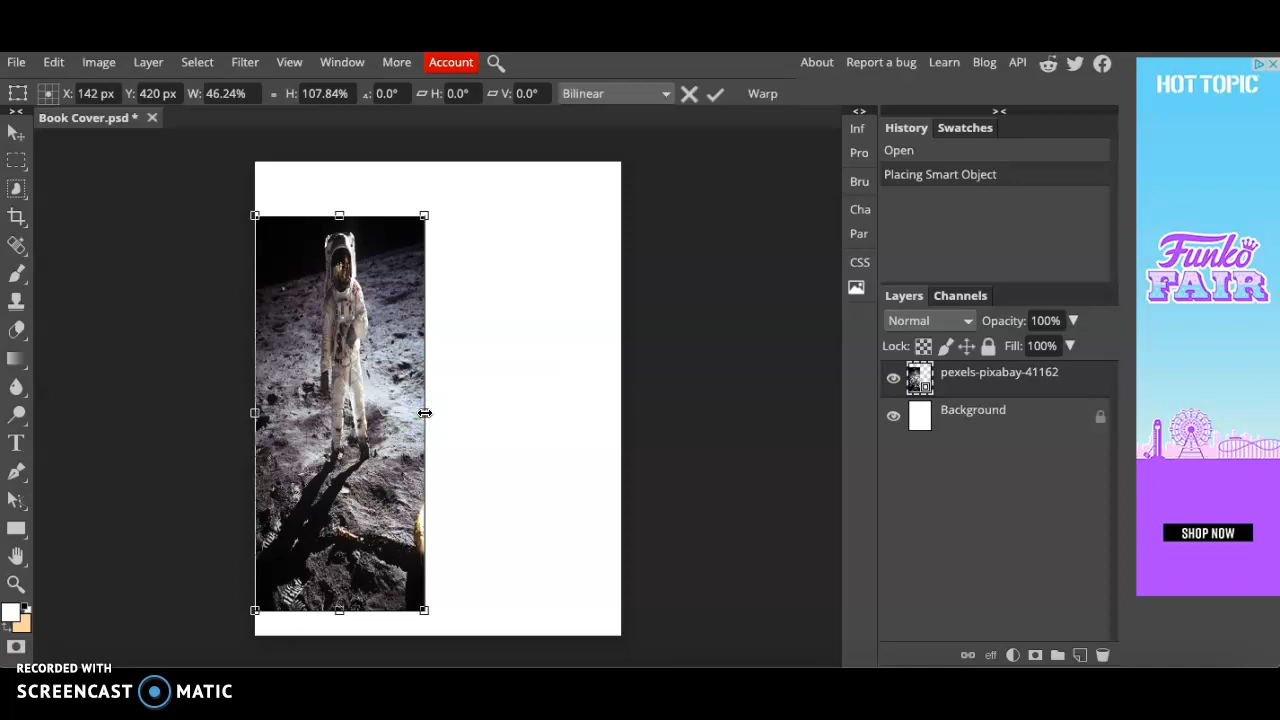 File Edit Image Layer Select Filter View Window More Account About Report a bug Learn Blog API
X: 142 px Y: 420 px W: 46.24% = H: 107.84% 0.0° H: 0.0° V: 0.0° Bilinear Warp
Book Cover.psd *
Inf
Pro
Bru
Cha
Par
CSS
History Swatches
Open
Placing Smart Object
Layers Channels
Normal Opacity: 100%
Lock: Fill: 100%
pexels-pixabay-41162
Background
eff
HOT TOPIC
Funko
FAIR
SHOP NOW
RECORDED WITH
SCREENCAST MATIC